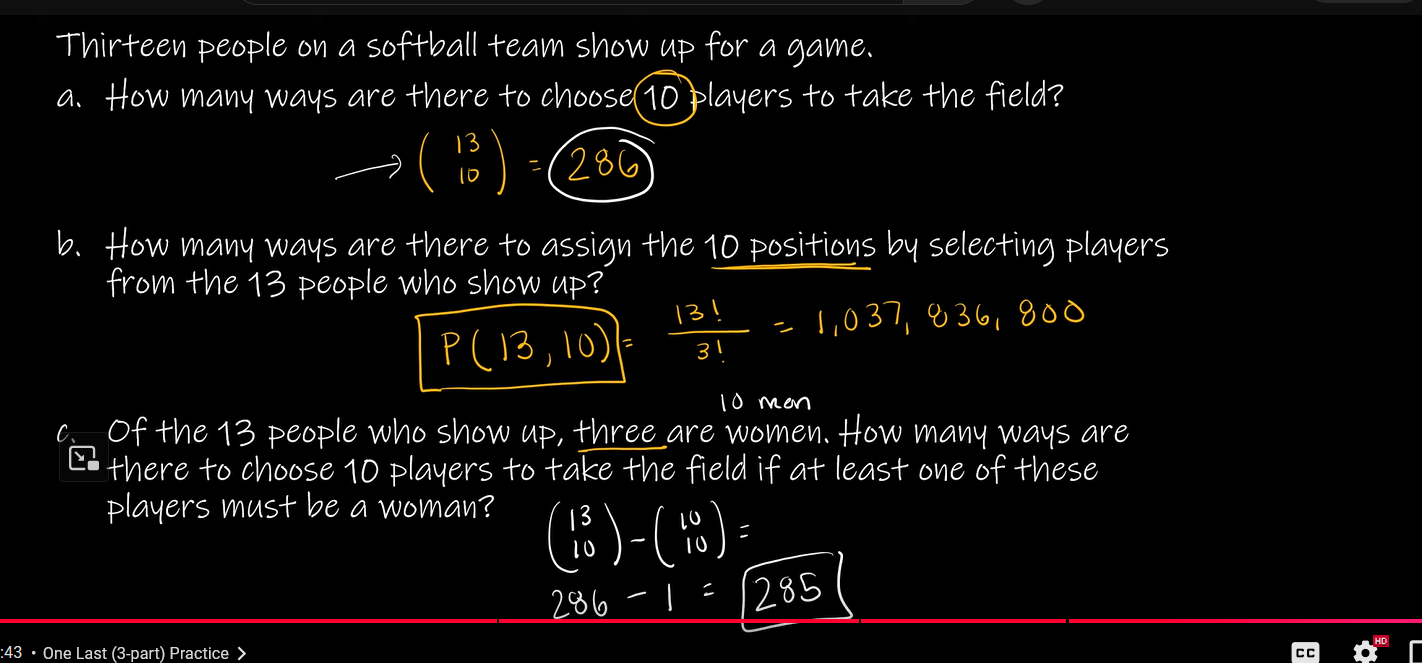 Thirteen people on a softball team show up for a game.
a. How many ways are there to choose 10 players to take the field?
(13 10) = 286
b. How many ways are there to assign the 10 positions by selecting players
from the 13 people who show up?
P(13,10) = 13!/3! = 1,037,836,800
10 men
c. Of the 13 people who show up, three are women. How many ways are
there to choose 10 players to take the field if at least one of these
players must be a woman?
(13 10) - (10 10) =
286 - 1 = 285
:43 • One Last (3-part) Practice >
CC HD